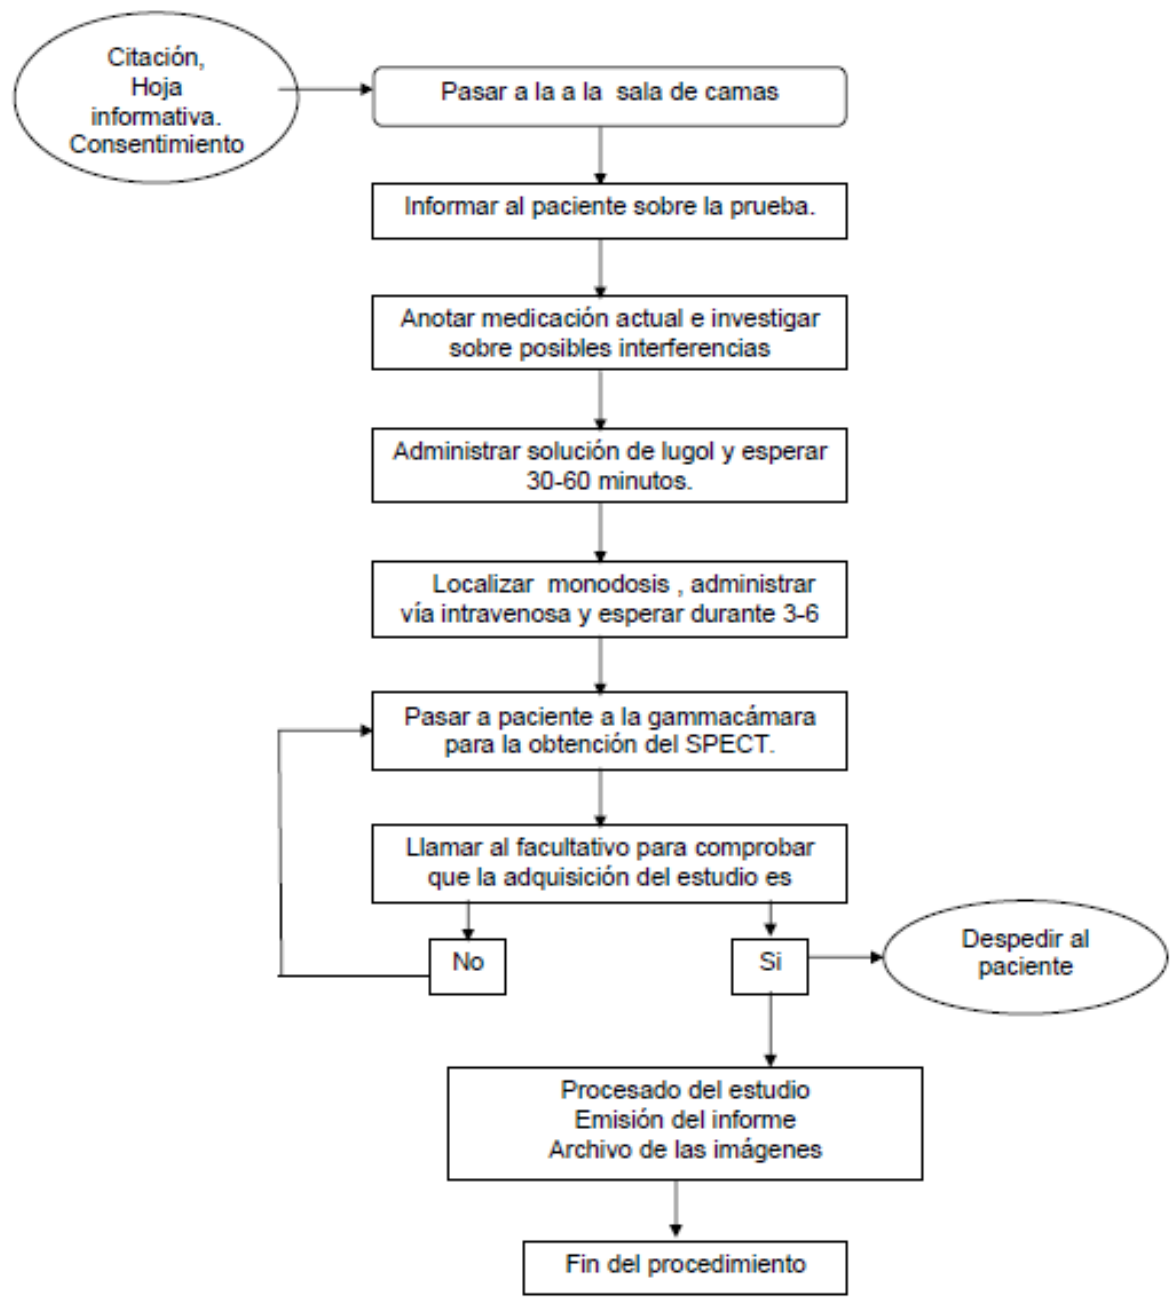 Citación,
Hoja
informativa.
Consentimiento
Pasar a la a la sala de camas
Informar al paciente sobre la prueba.
Anotar medicación actual e investigar
sobre posibles interferencias
Administrar solución de lugol y esperar
30-60 minutos.
Localizar monodosis , administrar
vía intravenosa y esperar durante 3-6
Pasar a paciente a la gammacámara
para la obtención del SPECT.
Llamar al facultativo para comprobar
que la adquisición del estudio es
No
Si
Despedir al
paciente
Procesado del estudio
Emisión del informe
Archivo de las imágenes
Fin del procedimiento